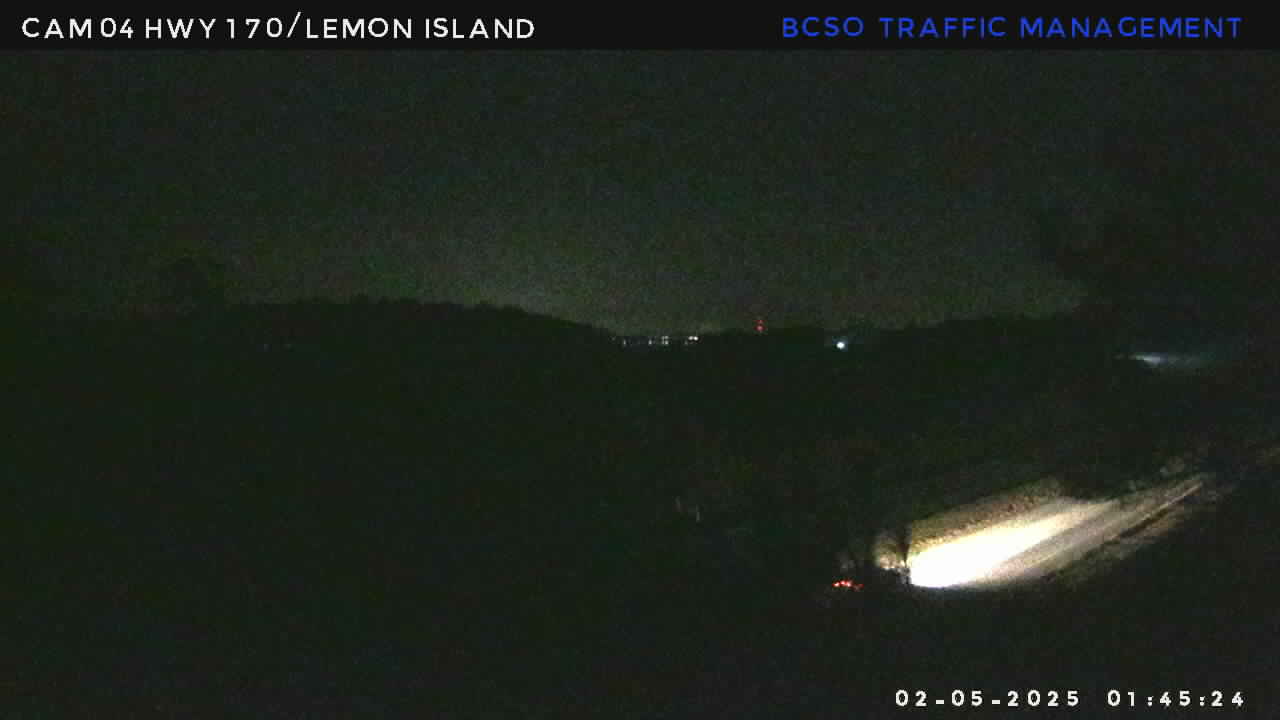 CAM04 HWY 170/LEMON ISLAND
BCSO TRAFFIC MANAGEMENT
02-05-2025 01:45:24